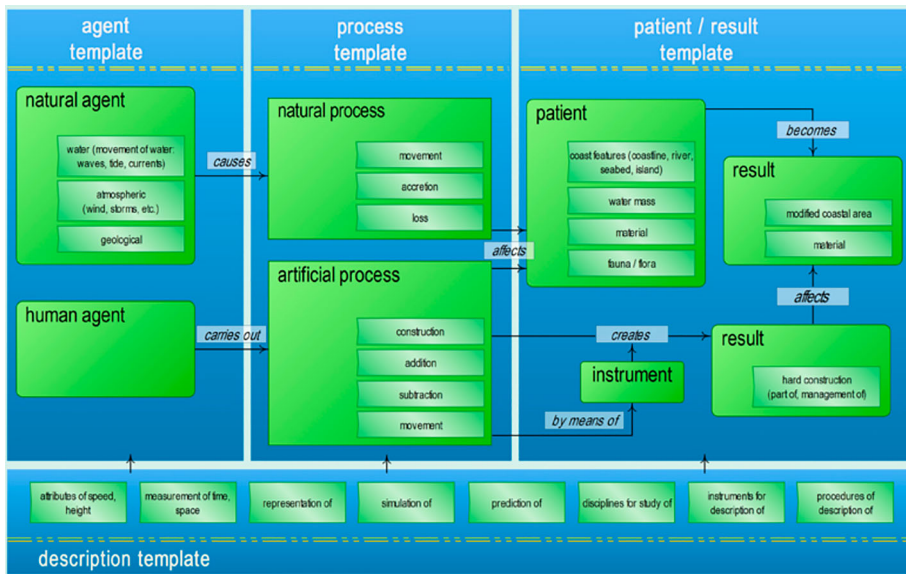 agent
template
process
template
patient / result
template
natural agent
water (movement of water:
waves, tide, currents)
atmospheric
(wind, storms, etc.)
geological
causes
natural process
movement
accretion
loss
patient
coast features (coastline, river,
seabed, island)
water mass
material
fauna / flora
becomes
result
modified coastal area
material
affects
human agent
carries out
artificial process
construction
addition
subtraction
movement
creates
instrument
by means of
affects
result
hard construction
(part of, management of)
attributes of speed,
height
measurement of time,
space
representation of
simulation of
prediction of
disciplines for study of
instruments for
description of
procedures of
description of
description template